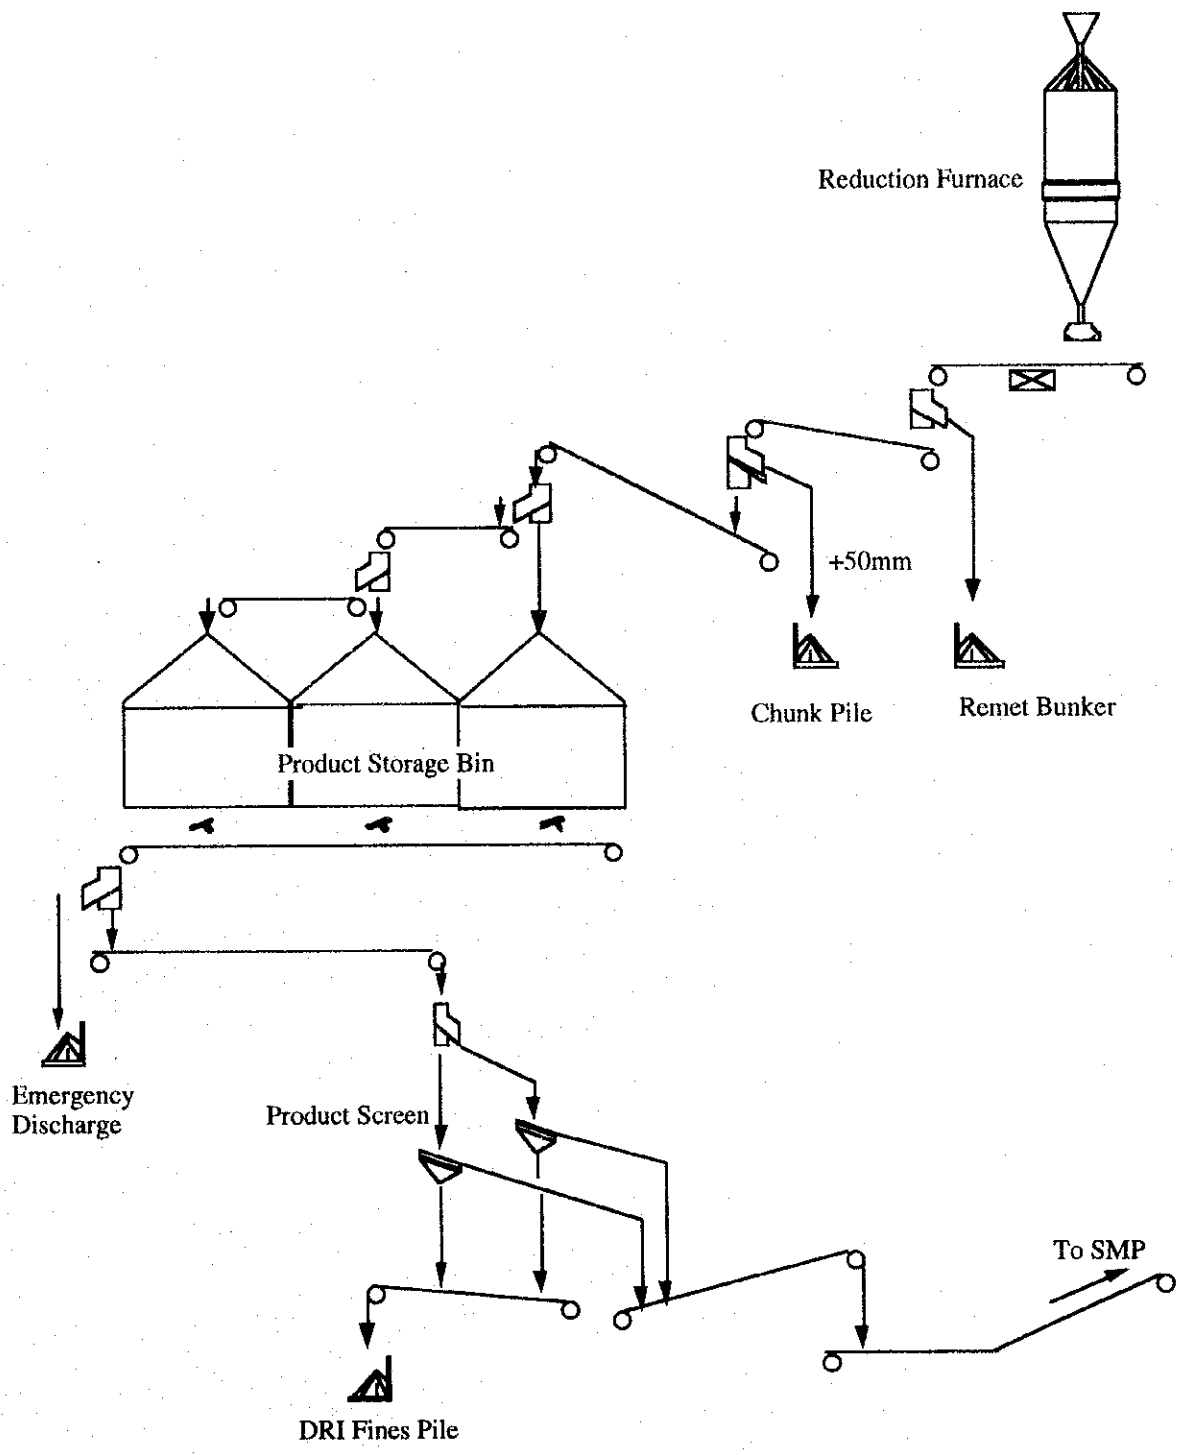 Reduction Furnace
+50mm
Chunk Pile
Remet Bunker
Product Storage Bin
Emergency
Discharge
Product Screen
To SMP
DRI Fines Pile